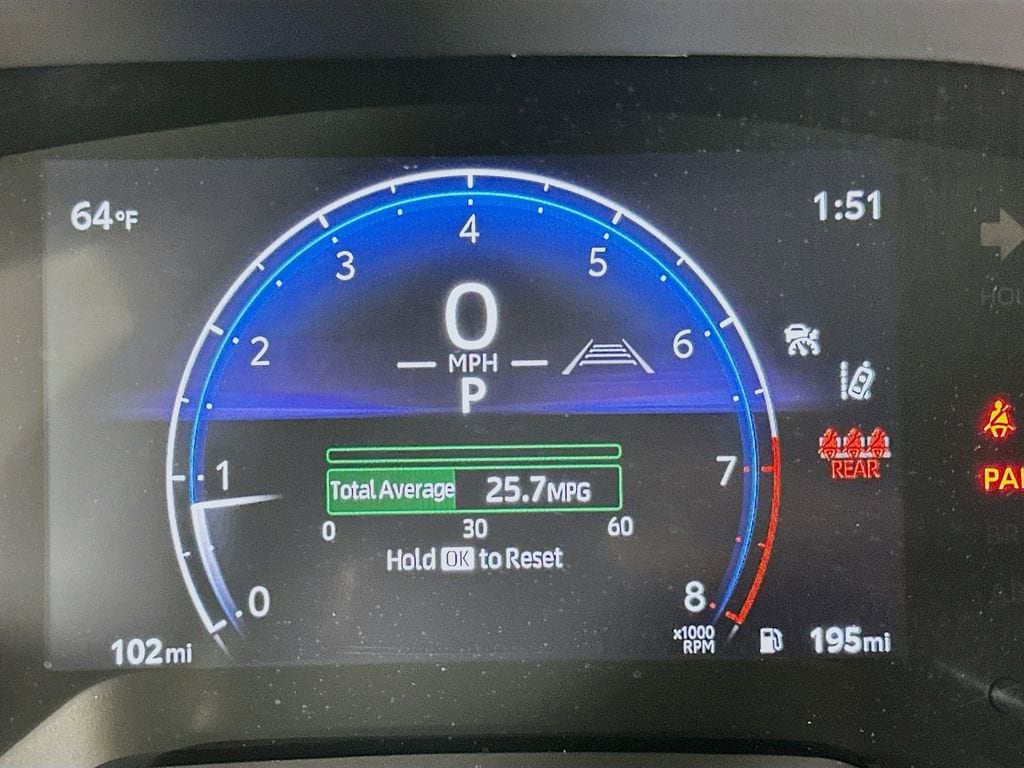 64°F
1:51
4
3
5
0
2
6
MPH
P
1
7
REAR
Total Average 25.7MPG
0 30 60
Hold OK to Reset
0
8
x1000
RPM
102mi
195mi